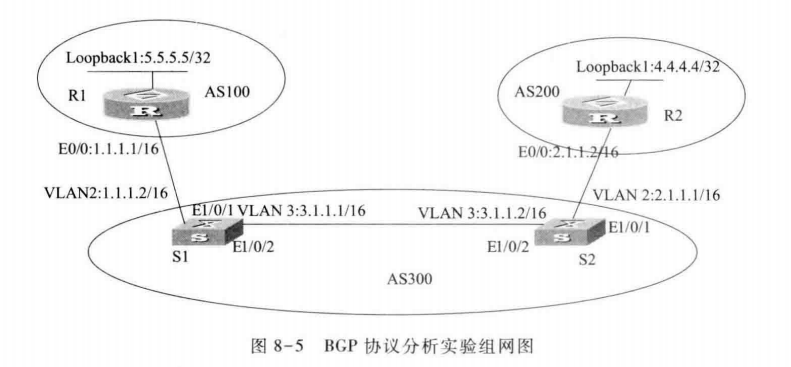 Loopback1:5.5.5.5/32
R1
AS100
R
E0/0:1.1.1.1/16
VLAN2:1.1.1.2/16
Loopback1:4.4.4.4/32
AS200
R
R2
E0/0:2.1.1.2/16
VLAN 2:2.1.1.1/16
E1/0/1 VLAN 3:3.1.1.1/16
VLAN 3:3.1.1.2/16
E1/0/1
S
E1/0/2
S1
E1/0/2
S
S2
AS300
图 8-5 BGP 协议分析实验组网图